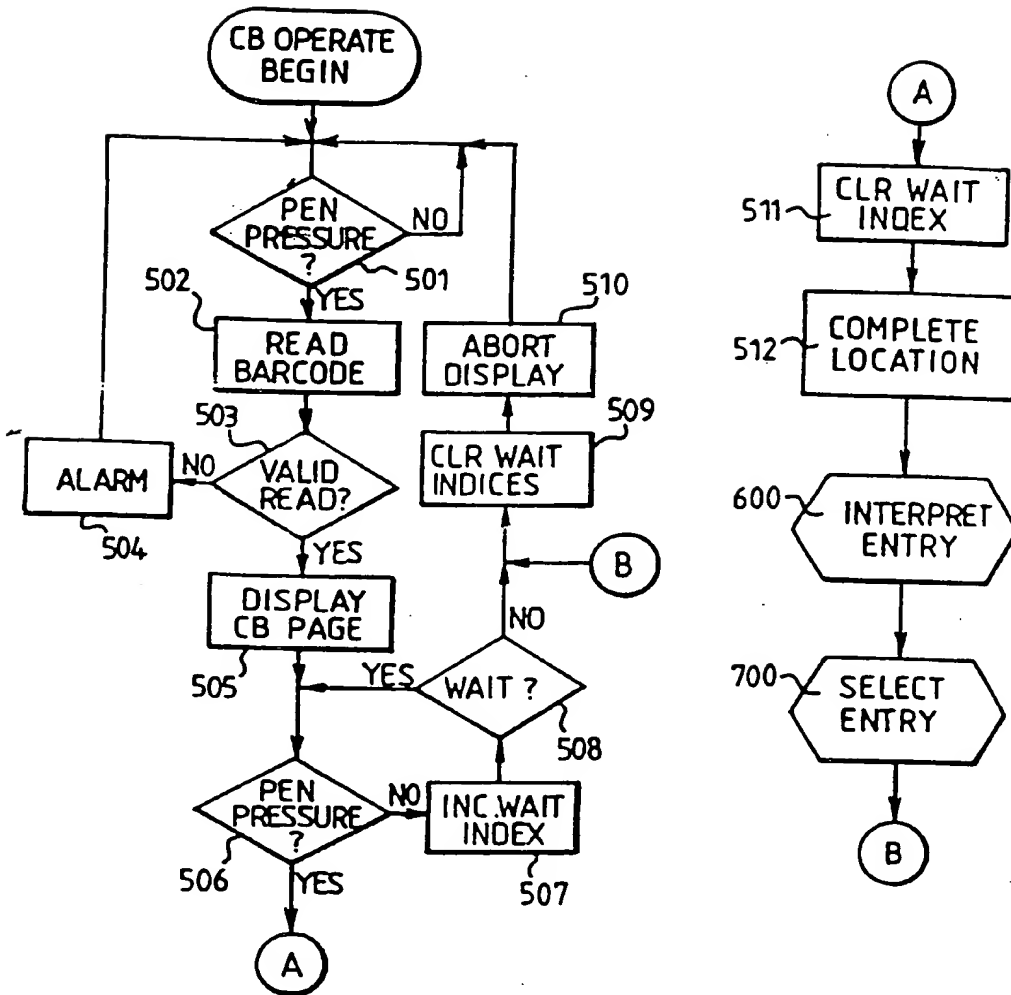 CB OPERATE
BEGIN
PEN
PRESSURE
?
NO
501
YES
502
READ
BARCODE
503
VALID
READ?
NO
ALARM
504
YES
DISPLAY
CB PAGE
505
PEN
PRESSURE
?
NO
506
YES
A
INC.WAIT
INDEX
507
WAIT ?
YES
508
NO
B
CLR WAIT
INDICES
509
ABORT
DISPLAY
510
A
511
CLR WAIT
INDEX
512
COMPLETE
LOCATION
600
INTERPRET
ENTRY
700
SELECT
ENTRY
B